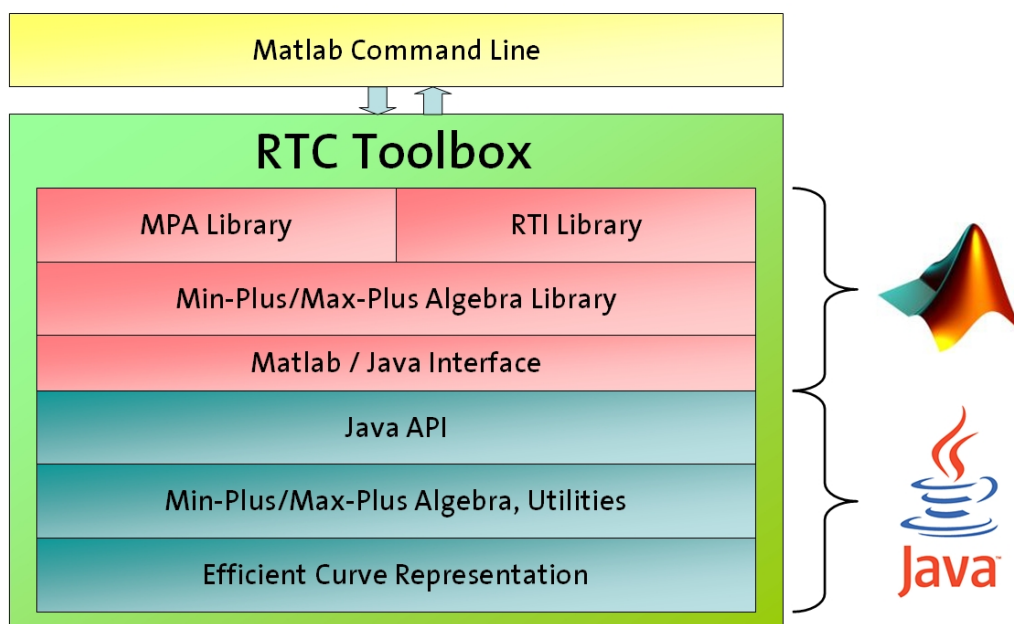 Matlab Command Line
RTC Toolbox
MPA Library
RTI Library
Min-Plus/Max-Plus Algebra Library
Matlab / Java Interface
Java API
Min-Plus/Max-Plus Algebra, Utilities
Efficient Curve Representation
Java™